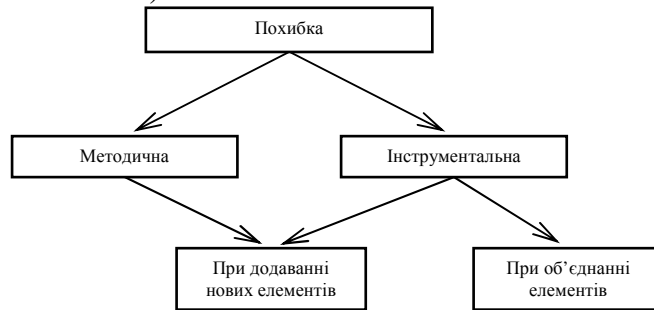 Похибка
Методична
Інструментальна
При додаванні
нових елементів
При об’єднанні
елементів